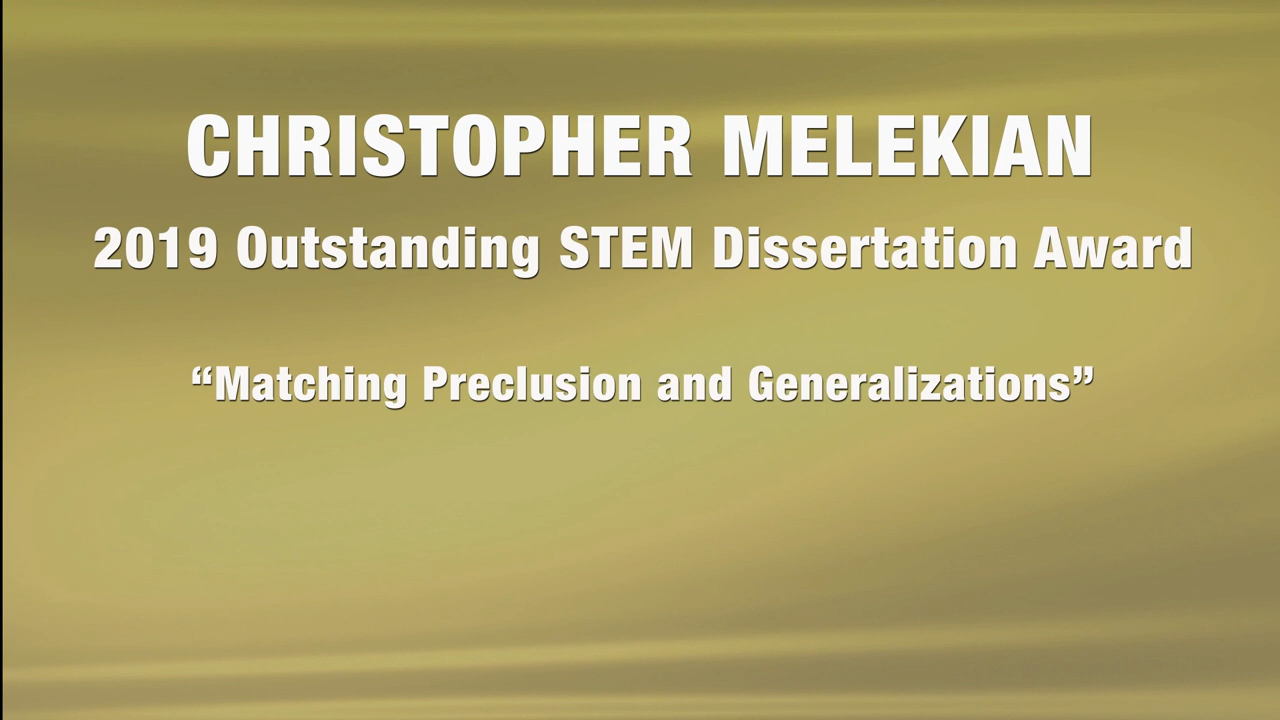 CHRISTOPHER MELEKIAN
2019 Outstanding STEM Dissertation Award
“Matching Preclusion and Generalizations”